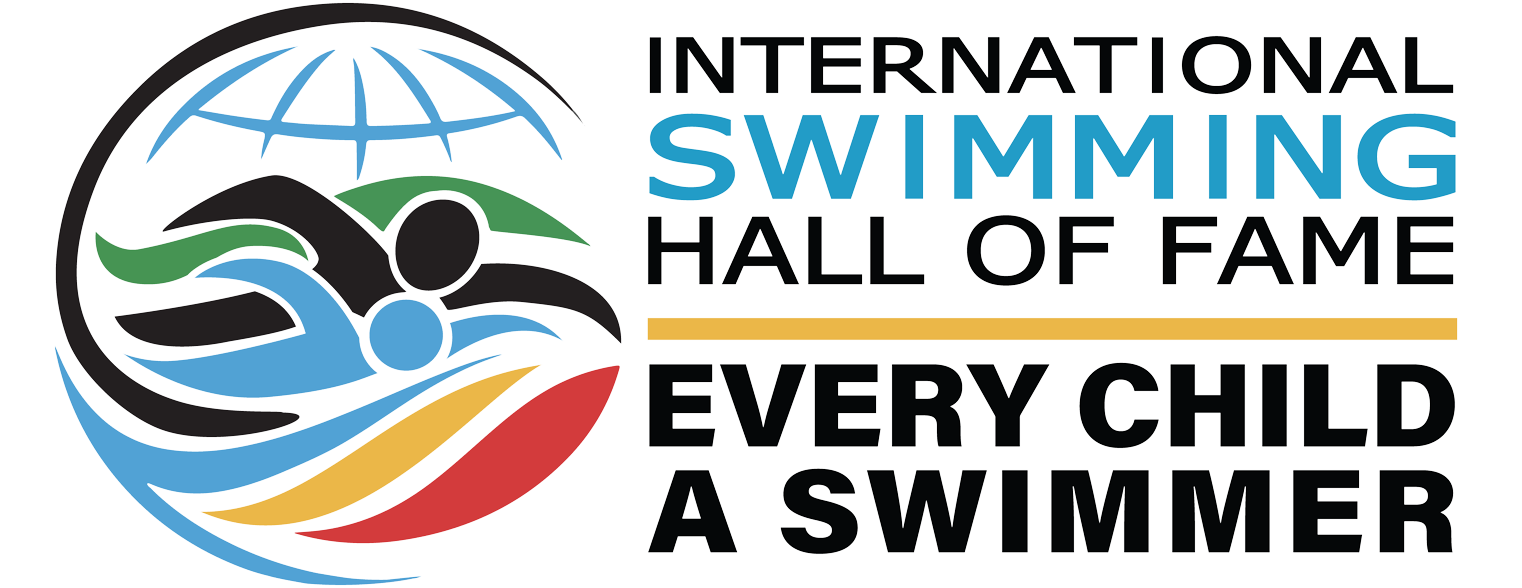 INTERNATIONAL
SWIMMING
HALL OF FAME
EVERY CHILD
A SWIMMER